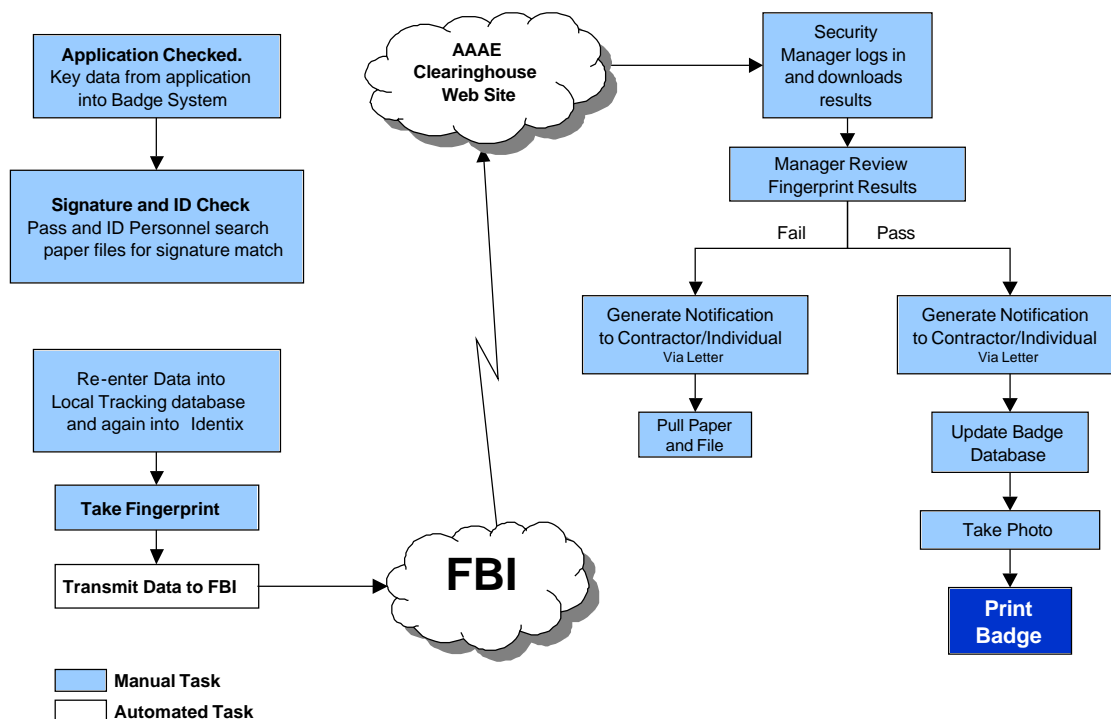 Application Checked.
Key data from application
into Badge System
Signature and ID Check
Pass and ID Personnel search
paper files for signature match
Re-enter Data into
Local Tracking database
and again into Identix
Take Fingerprint
Transmit Data to FBI
FBI
AAAE
Clearinghouse
Web Site
Security
Manager logs in
and downloads
results
Manager Review
Fingerprint Results
Fail
Pass
Generate Notification
to Contractor/Individual
Via Letter
Pull Paper
and File
Generate Notification
to Contractor/Individual
Via Letter
Update Badge
Database
Take Photo
Print
Badge
Manual Task
Automated Task